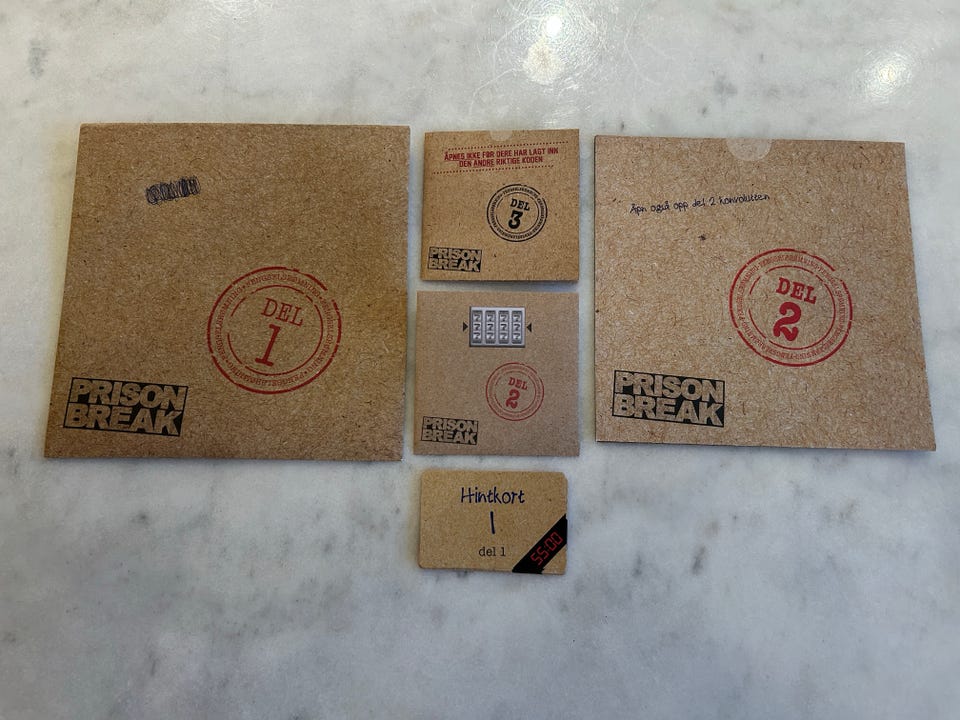 DEL
1
PRISON
BREAK
ÅPNES IKKE FØR DERE HAR LAGT INN
DEN ANDRE RIKTIGE KODEN
DEL
3
PRISON
BREAK
DEL
2
PRISON
BREAK
Hintkort
1
del 1
55:00
Åpn også opp del 2 konvolutten
DEL
2
PRISON
BREAK